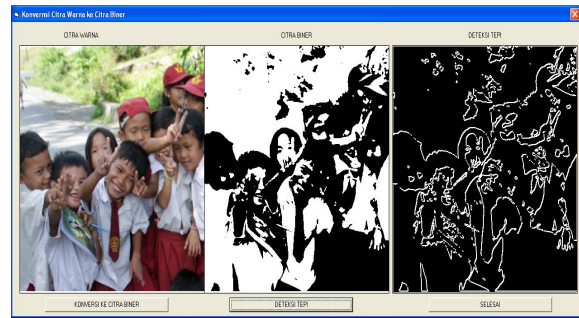 Konversi Citra Warna ke Citra Biner
CITRA WARNA
CITRA BINER
DETEKSI TEPI
KONVERSI KE CITRA BINER
DETEKSI TEPI
SELESAI